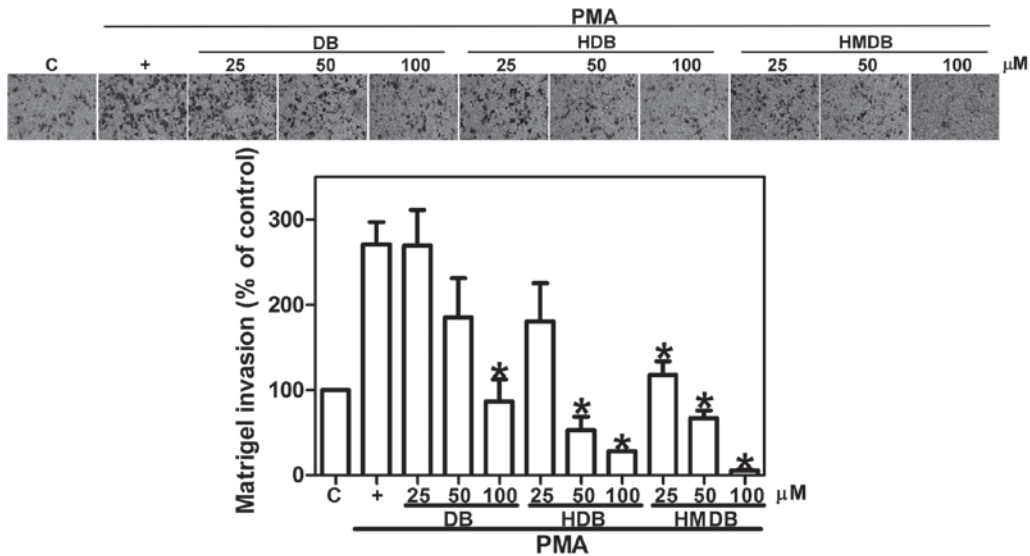 PMA
DB HDB HMDB
C + 25 50 100 25 50 100 25 50 100 μM
Matrigel invasion (% of control)
300
200
100
0
* * * * * *
C + 25 50 100 25 50 100 25 50 100 μM
DB HDB HMDB
PMA